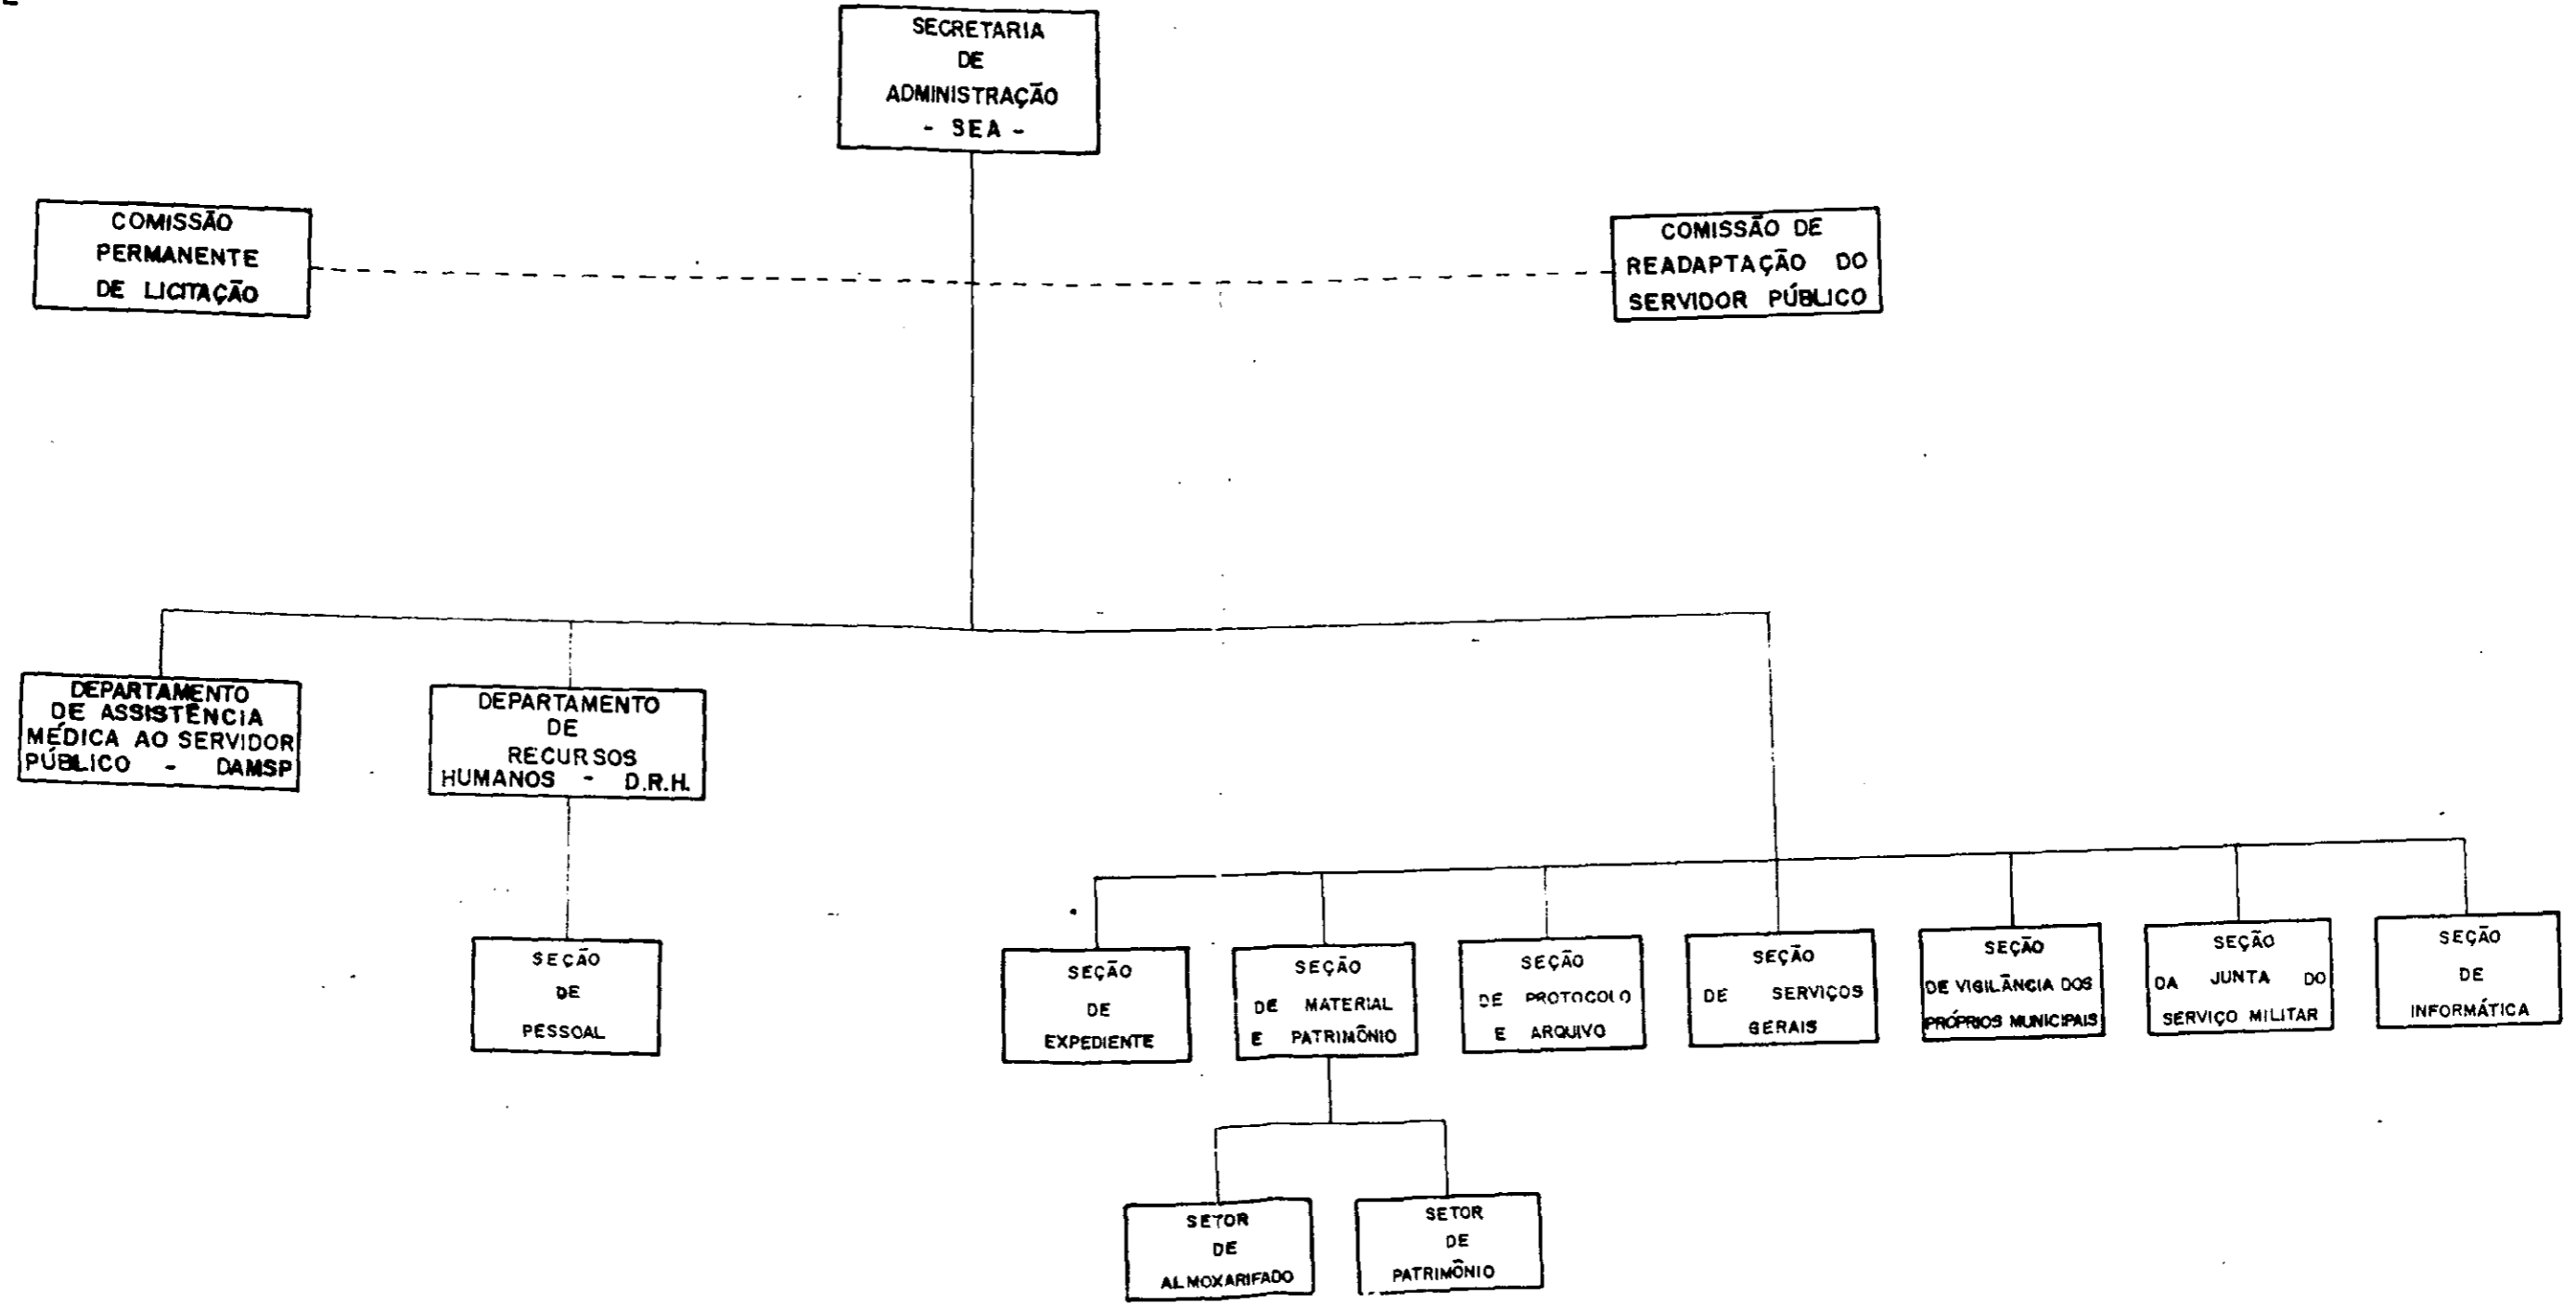 SECRETARIA
DE
ADMINISTRAÇÃO
- SEA -
COMISSÃO
PERMANENTE
DE LICITAÇÃO
COMISSÃO DE
READAPTAÇÃO DO
SERVIDOR PÚBLICO
DEPARTAMENTO
DE ASSISTÊNCIA
MÉDICA AO SERVIDOR
PÚBLICO - DAMSP
DEPARTAMENTO
DE
RECURSOS
HUMANOS - D.R.H.
SEÇÃO
DE
PESSOAL
SEÇÃO
DE
EXPEDIENTE
SEÇÃO
DE MATERIAL
E PATRIMÔNIO
SEÇÃO
DE PROTOCOLO
E ARQUIVO
SEÇÃO
DE SERVIÇOS
GERAIS
SEÇÃO
DE VIGILÂNCIA DOS
PRÓPRIOS MUNICIPAIS
SEÇÃO
DA JUNTA DO
SERVIÇO MILITAR
SEÇÃO
DE
INFORMÁTICA
SETOR
DE
ALMOXARIFADO
SETOR
DE
PATRIMÔNIO